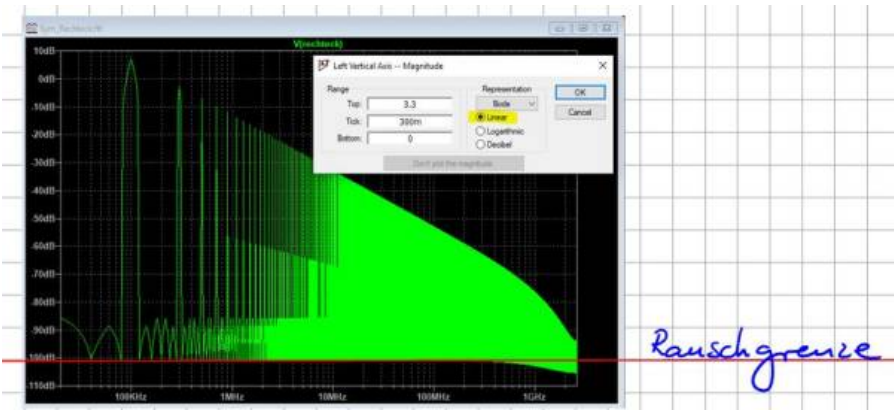 V(rechteck)
Left Vertical Axis -- Magnitude
Range
Top: 3.3
Tick: 300m
Bottom: 0
Representation
Bode
Linear
Logarithmic
Decibel
OK
Cancel
Don't plot the magnitude
10dB
0dB
-10dB
-20dB
-30dB
-40dB
-50dB
-60dB
-70dB
-80dB
-90dB
-100dB
-110dB
100KHz 1MHz 10MHz 100MHz 1GHz
Rauschgrenze